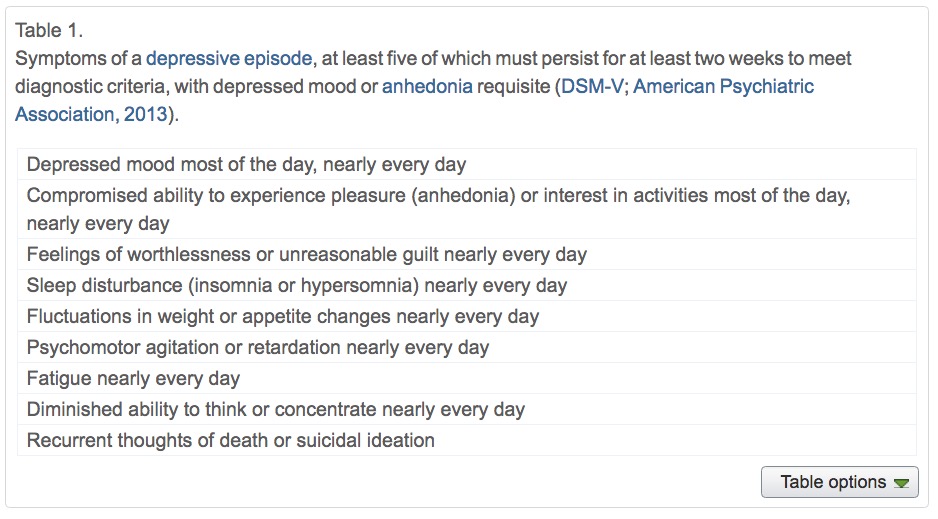 Table 1.
Symptoms of a depressive episode, at least five of which must persist for at least two weeks to meet
diagnostic criteria, with depressed mood or anhedonia requisite (DSM-V; American Psychiatric
Association, 2013).
Depressed mood most of the day, nearly every day
Compromised ability to experience pleasure (anhedonia) or interest in activities most of the day,
nearly every day
Feelings of worthlessness or unreasonable guilt nearly every day
Sleep disturbance (insomnia or hypersomnia) nearly every day
Fluctuations in weight or appetite changes nearly every day
Psychomotor agitation or retardation nearly every day
Fatigue nearly every day
Diminished ability to think or concentrate nearly every day
Recurrent thoughts of death or suicidal ideation
Table options